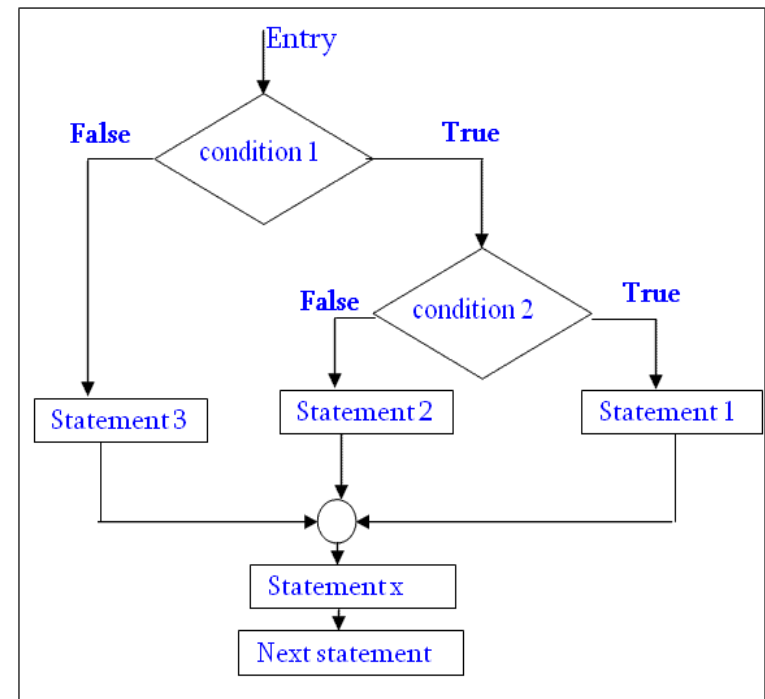 Entry
False
True
condition 1
False
True
condition 2
Statement 3
Statement 2
Statement 1
Statement x
Next statement